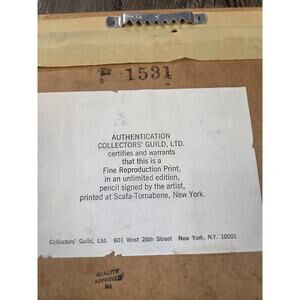 1531
AUTHENTICATION
COLLECTORS' GUILD, LTD.
certifies and warrants
that this is a
Fine Reproduction Print,
in an unlimited edition,
pencil signed by the artist,
printed at Scafa-Tornabene, New York.
Collectors' Guild, Ltd. 601 West 26th Street New York, N.Y. 10001
QUALITY
APPROVED